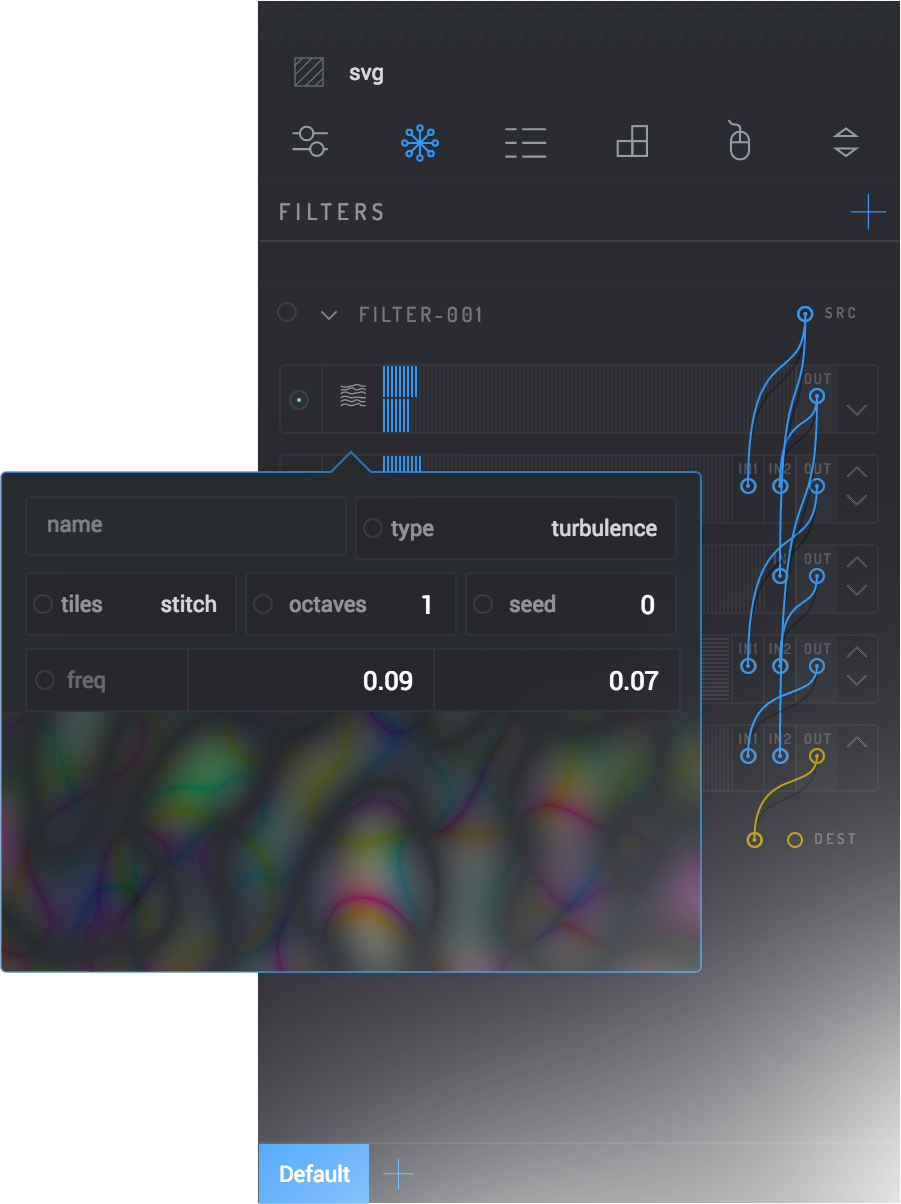 svg
FILTERS
FILTER-001 SRC
OUT
IN1 IN2 OUT
name type turbulence
IN OUT
tiles stitch octaves 1 seed 0
IN1 IN2 OUT
freq 0.09 0.07
IN1 IN2 OUT
DEST
Default